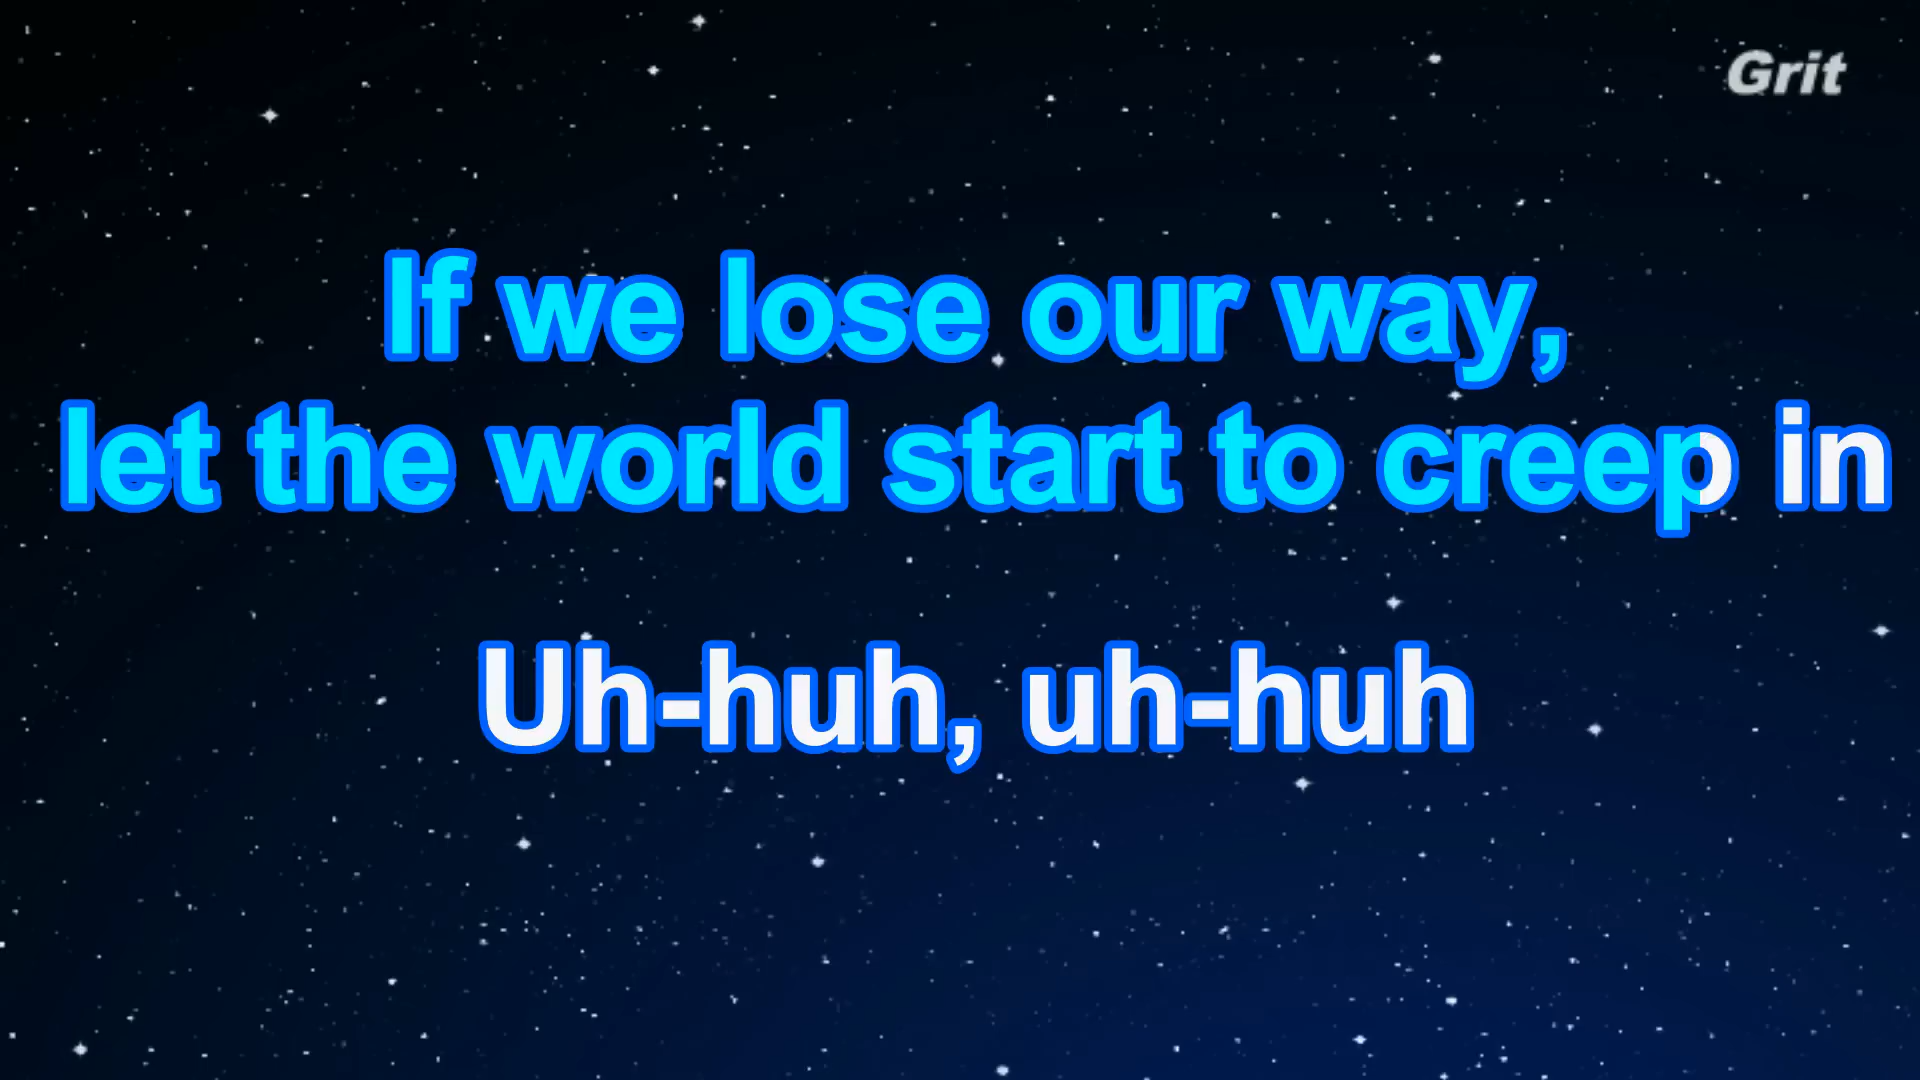 Grit
If we lose our way,
let the world start to creep in
Uh-huh, uh-huh